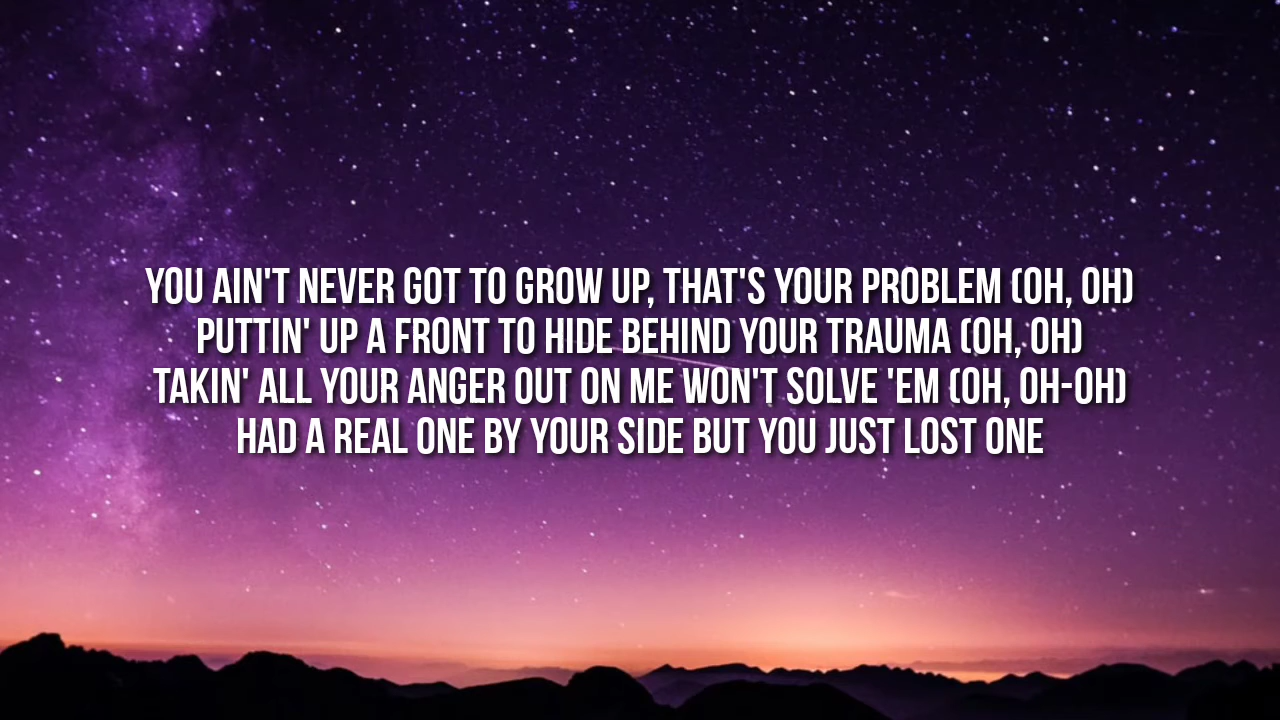 YOU AIN'T NEVER GOT TO GROW UP, THAT'S YOUR PROBLEM (OH, OH)
PUTTIN' UP A FRONT TO HIDE BEHIND YOUR TRAUMA (OH, OH)
TAKIN' ALL YOUR ANGER OUT ON ME WON'T SOLVE 'EM (OH, OH-OH)
HAD A REAL ONE BY YOUR SIDE BUT YOU JUST LOST ONE